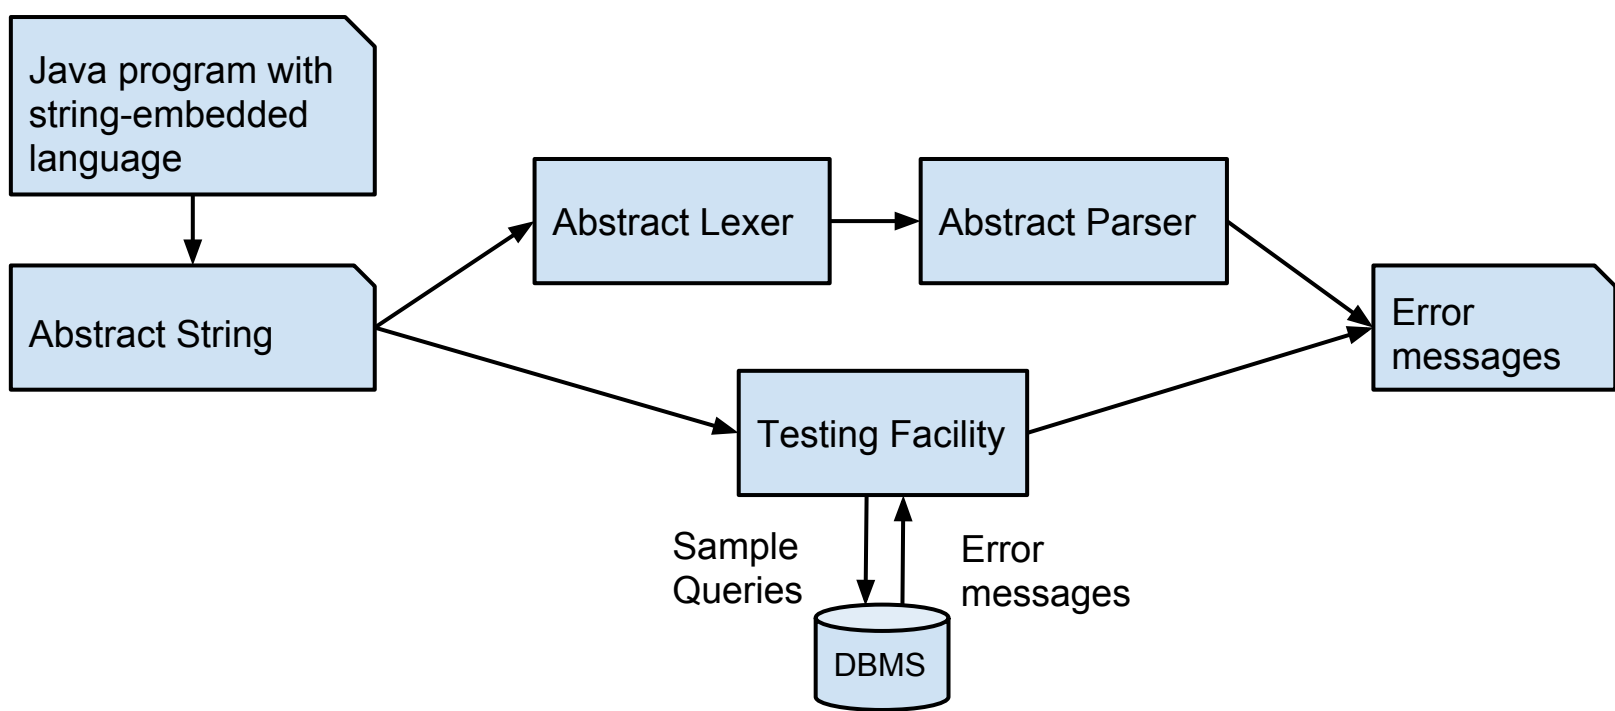 Java program with
string-embedded
language
Abstract String
Abstract Lexer
Abstract Parser
Error
messages
Testing Facility
Sample
Queries
Error
messages
DBMS